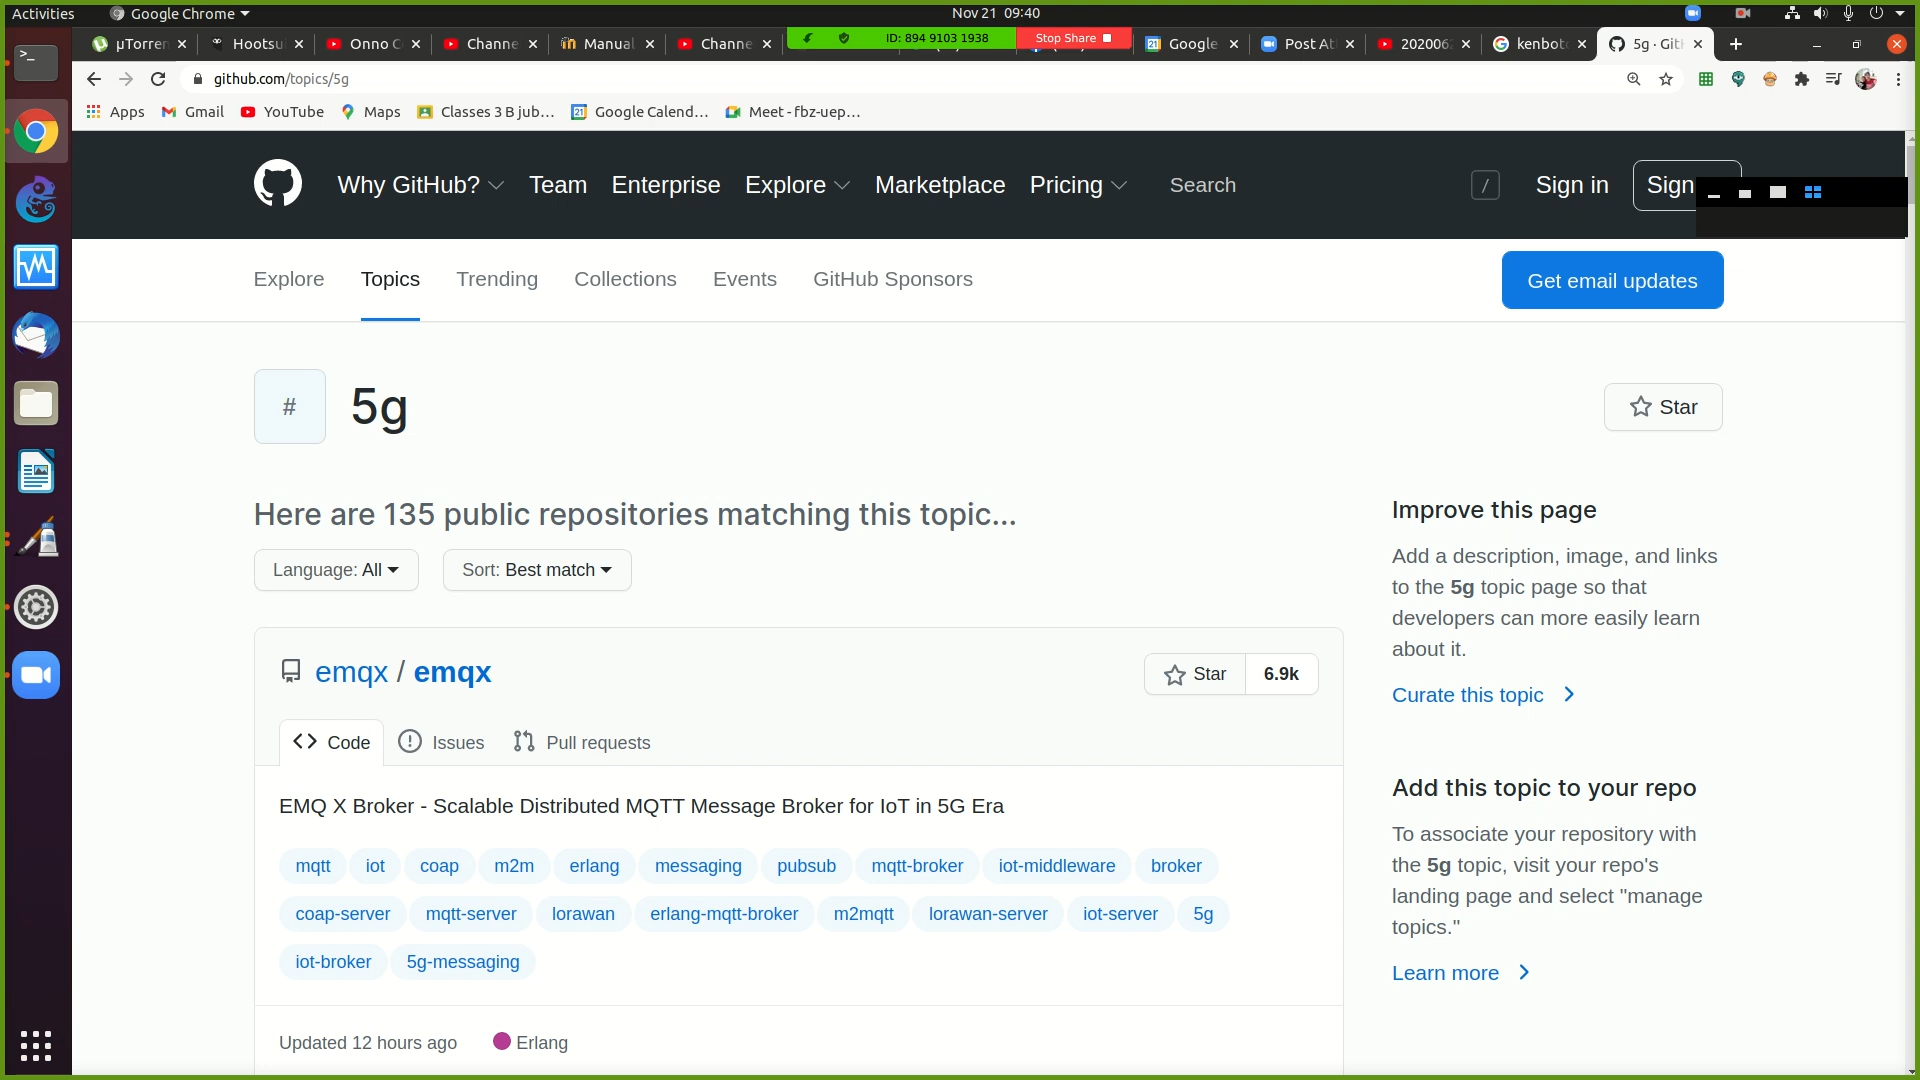 Activities Google Chrome Nov 21 09:40
µTorren Hootsu Onno C Channe Manual Channe ID: 894 9103 1938 Stop Share Google Post At 202006 kenbot 5g · Git
github.com/topics/5g
Apps Gmail YouTube Maps Classes 3 B jub... Google Calend... Meet - fbz-uep...
Why GitHub? Team Enterprise Explore Marketplace Pricing Search / Sign in Sign
Explore Topics Trending Collections Events GitHub Sponsors Get email updates
# 5g Star
Here are 135 public repositories matching this topic...
Language: All Sort: Best match
emqx / emqx Star 6.9k
Code Issues Pull requests
EMQ X Broker - Scalable Distributed MQTT Message Broker for IoT in 5G Era
mqtt iot coap m2m erlang messaging pubsub mqtt-broker iot-middleware broker
coap-server mqtt-server lorawan erlang-mqtt-broker m2mqtt lorawan-server iot-server 5g
iot-broker 5g-messaging
Updated 12 hours ago Erlang
Improve this page
Add a description, image, and links
to the 5g topic page so that
developers can more easily learn
about it.
Curate this topic
Add this topic to your repo
To associate your repository with
the 5g topic, visit your repo's
landing page and select "manage
topics."
Learn more